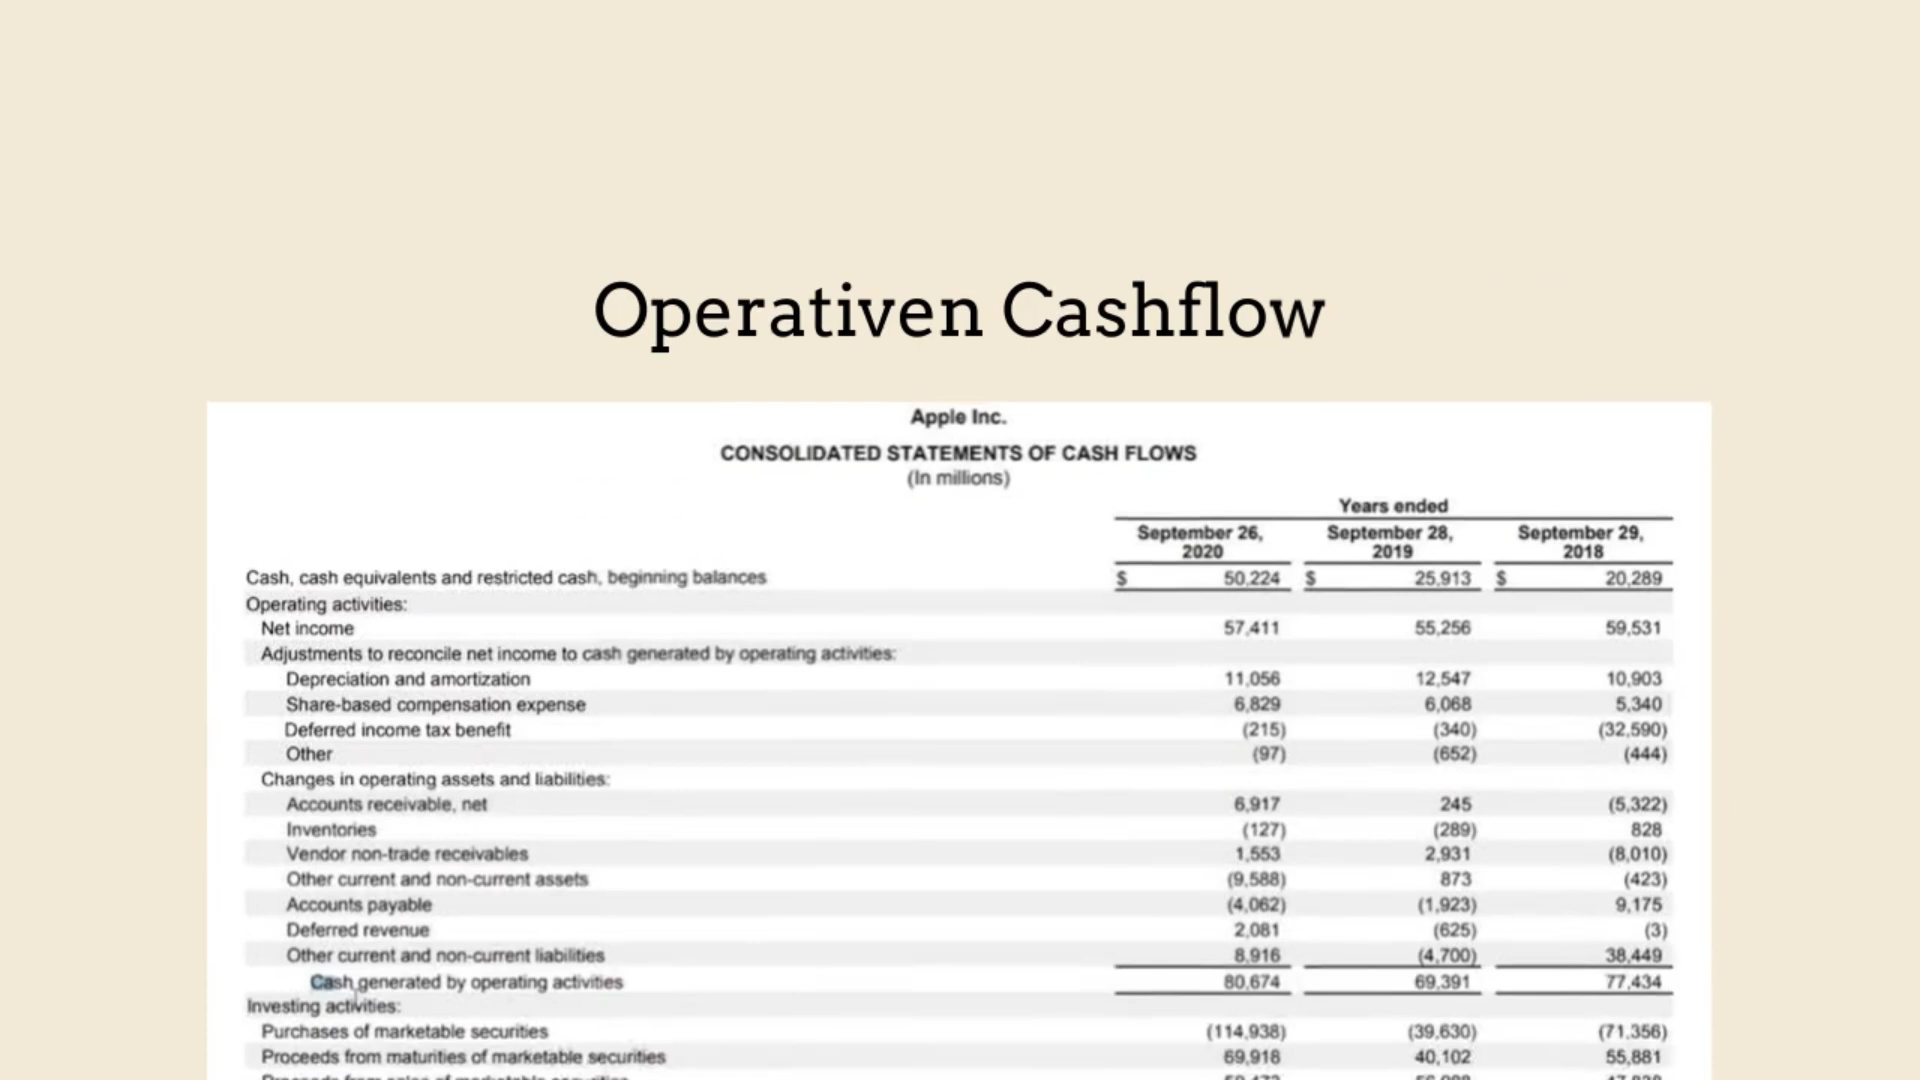 Operativen Cashflow
Apple Inc.
CONSOLIDATED STATEMENTS OF CASH FLOWS
(In millions)
Years ended
September 26, 2020 September 28, 2019 September 29, 2018
Cash, cash equivalents and restricted cash, beginning balances $ 50,224 $ 25,913 $ 20,289
Operating activities:
Net income 57,411 55,256 59,531
Adjustments to reconcile net income to cash generated by operating activities:
Depreciation and amortization 11,056 12,547 10,903
Share-based compensation expense 6,829 6,068 5,340
Deferred income tax benefit (215) (340) (32,590)
Other (97) (652) (444)
Changes in operating assets and liabilities:
Accounts receivable, net 6,917 245 (5,322)
Inventories (127) (289) 828
Vendor non-trade receivables 1,553 2,931 (8,010)
Other current and non-current assets (9,588) 873 (423)
Accounts payable (4,062) (1,923) 9,175
Deferred revenue 2,081 (625) (3)
Other current and non-current liabilities 8,916 (4,700) 38,449
Cash generated by operating activities 80,674 69,391 77,434
Investing activities:
Purchases of marketable securities (114,938) (39,630) (71,356)
Proceeds from maturities of marketable securities 69,918 40,102 55,881